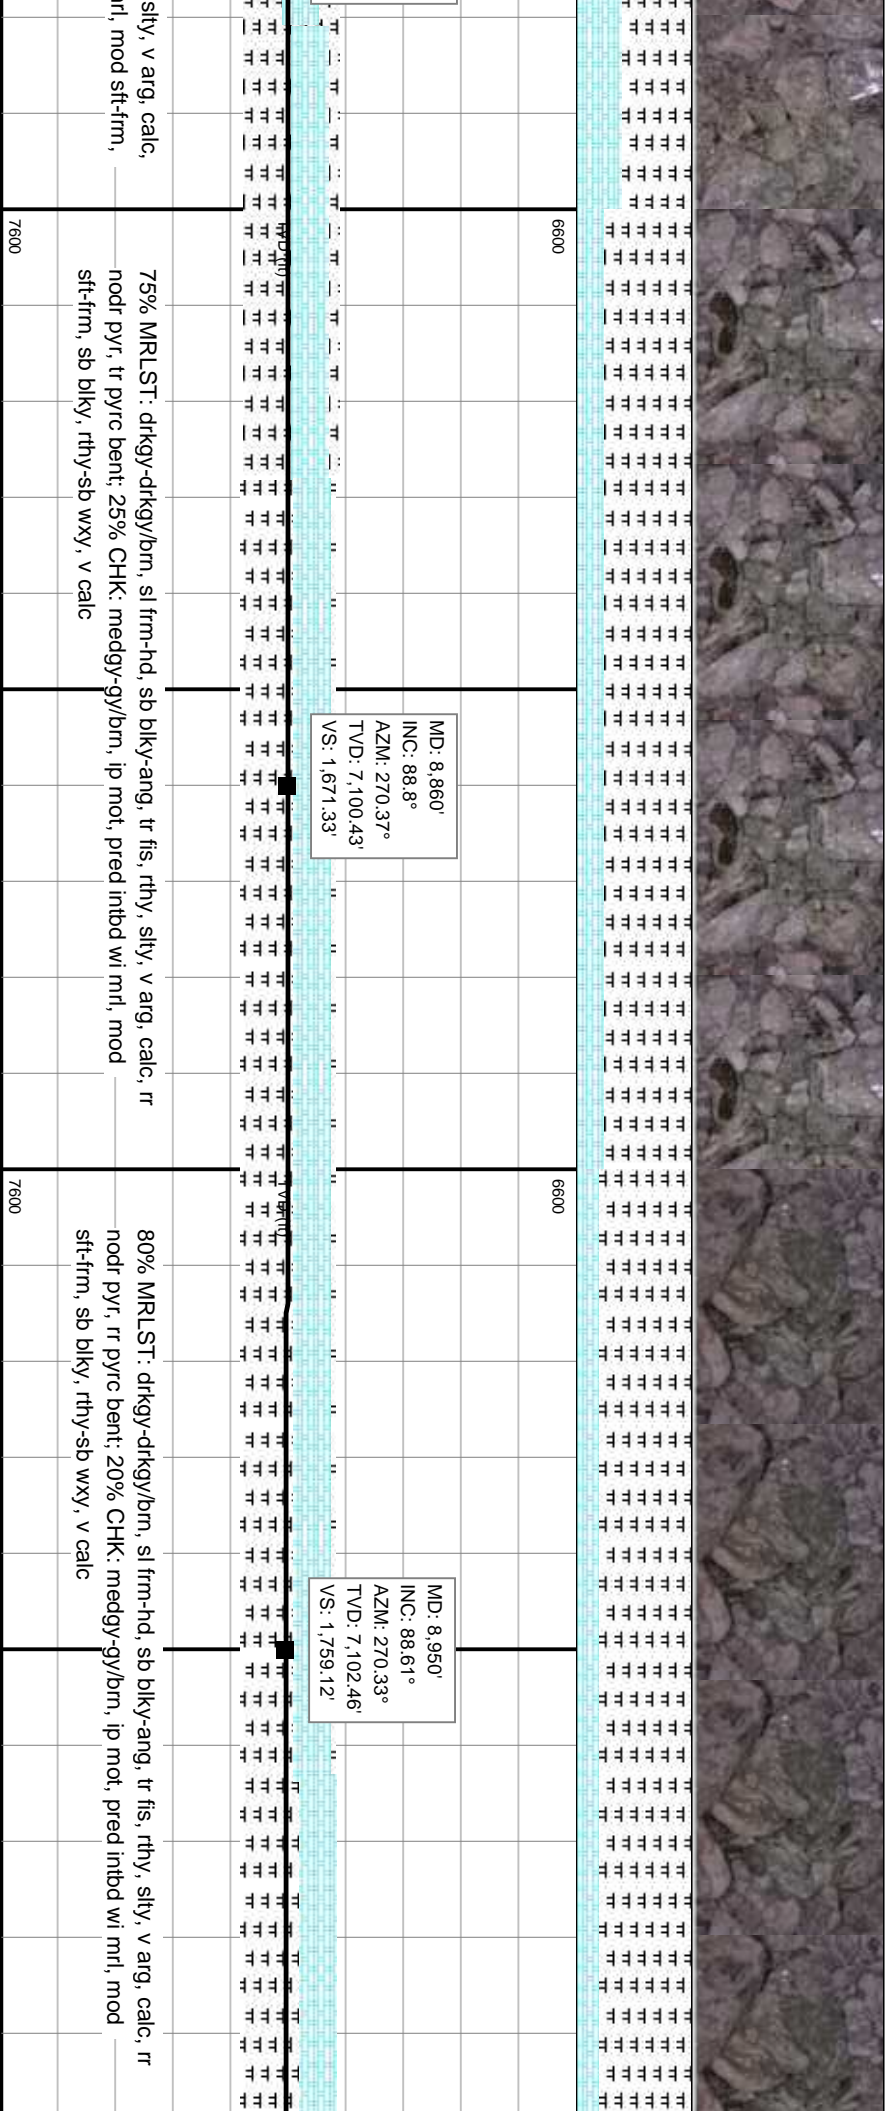 slty, v arg, calc,
rl, mod sft-frm,
7600
6600
TVD (ft)
75% MRLST: drkgy-drkgy/brn, sl frm-hd, sb blky-ang, tr fis, rthy, slty, v arg, calc, rr
nodr pyr, tr pyrc bent; 25% CHK: medgy-gy/brn, ip mot, pred intbd wi mrl, mod
sft-frm, sb blky, rthy-sb wxy, v calc
MD: 8,860'
INC: 88.8°
AZM: 270.37°
TVD: 7,100.43'
VS: 1,671.33'
7600
6600
TVD (ft)
80% MRLST: drkgy-drkgy/brn, sl frm-hd, sb blky-ang, tr fis, rthy, slty, v arg, calc, rr
nodr pyr, rr pyrc bent; 20% CHK: medgy-gy/brn, ip mot, pred intbd wi mrl, mod
sft-frm, sb blky, rthy-sb wxy, v calc
MD: 8,950'
INC: 88.61°
AZM: 270.33°
TVD: 7,102.46'
VS: 1,759.12'